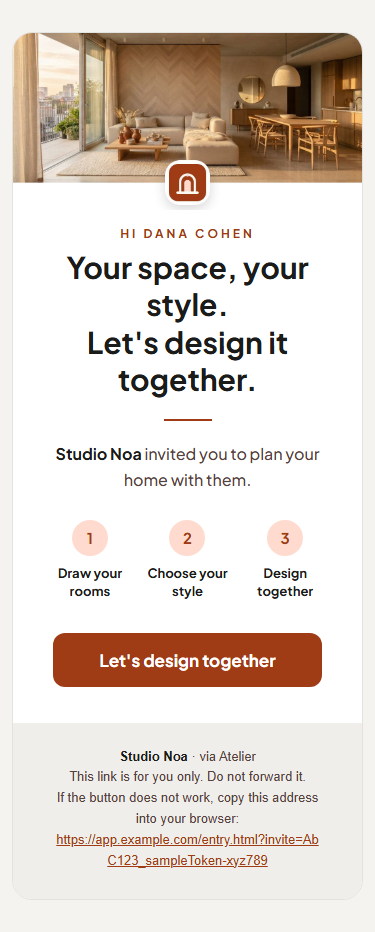 HI DANA COHEN
Your space, your
style.
Let's design it
together.
Studio Noa invited you to plan your
home with them.
1
2
3
Draw your
rooms
Choose your
style
Design
together
Let's design together
Studio Noa · via Atelier
This link is for you only. Do not forward it.
If the button does not work, copy this address
into your browser:
https://app.example.com/entry.html?invite=Ab
C123_sampleToken-xyz789